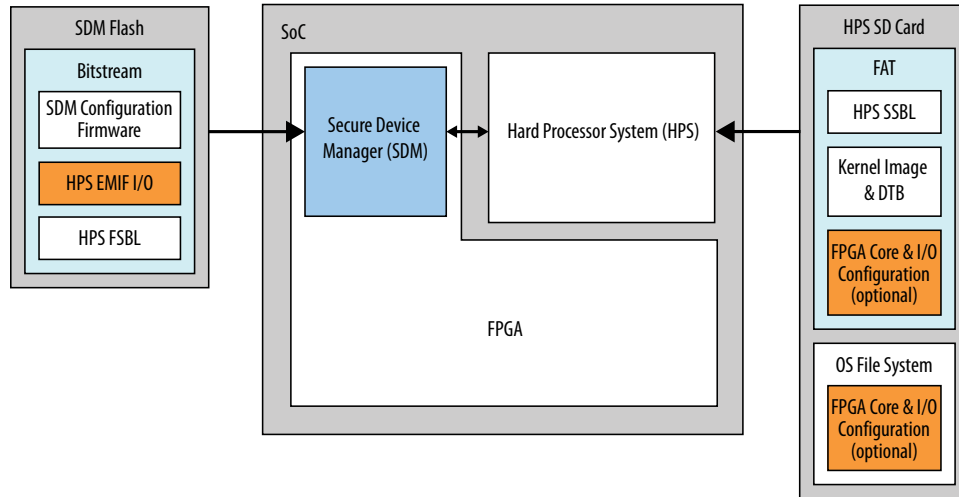 SDM Flash
Bitstream
SDM Configuration
Firmware
HPS EMIF I/O
HPS FSBL
SoC
Secure Device
Manager (SDM)
Hard Processor System (HPS)
FPGA
HPS SD Card
FAT
HPS SSBL
Kernel Image
& DTB
FPGA Core & I/O
Configuration
(optional)
OS File System
FPGA Core & I/O
Configuration
(optional)